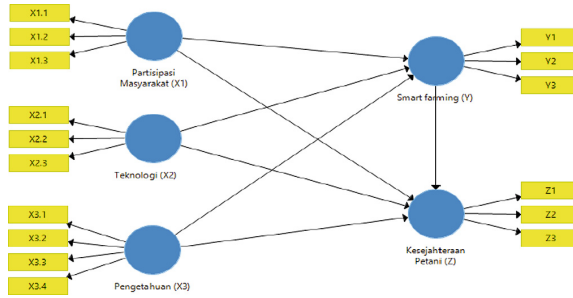 X1.1
X1.2
X1.3
Partisipasi
Masyarakat (X1)
X2.1
X2.2
X2.3
Teknologi (X2)
X3.1
X3.2
X3.3
X3.4
Pengetahuan (X3)
Y1
Y2
Y3
Smart farming (Y)
Z1
Z2
Z3
Kesejahteraan
Petani (Z)